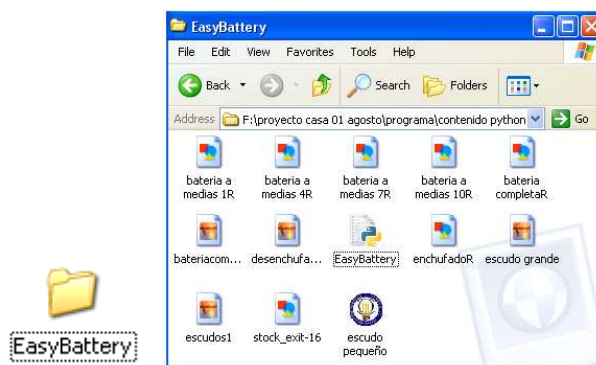 EasyBattery
EasyBattery
File Edit View Favorites Tools Help
Back Search Folders
Address F:\proyecto casa 01 agosto\programa\contenido python Go
bateria a medias 1R
bateria a medias 4R
bateria a medias 7R
bateria a medias 10R
bateria completaR
bateriacom...
desenchufa...
EasyBattery
enchufadoR
escudo grande
escudos1
stock_exit-16
escudo pequeño